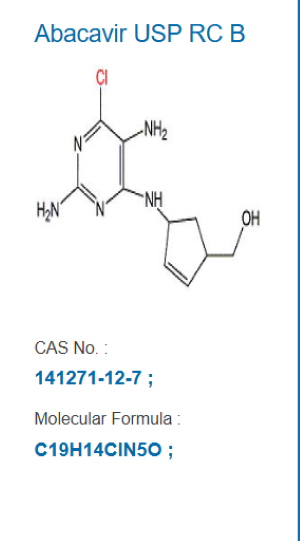 Abacavir USP RC B
Cl
N
NH₂
H₂N
N
NH
OH
CAS No. :
141271-12-7 ;
Molecular Formula :
C19H14ClN5O ;